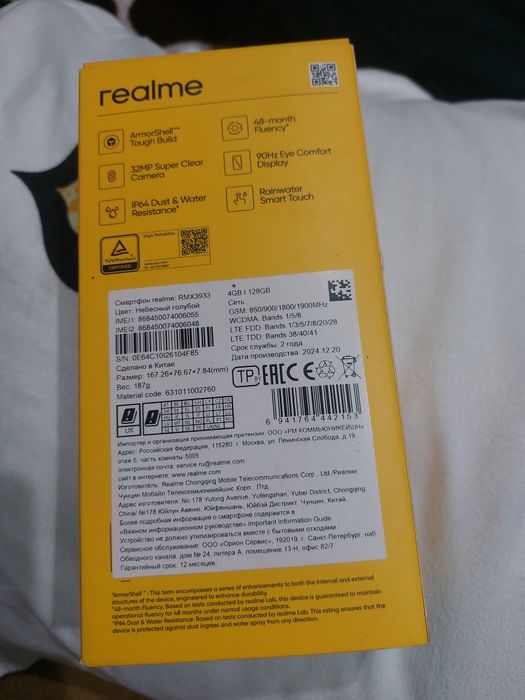 realme
ArmorShell™
Tough Build
48-month
Fluency*
32MP Super Clear
Camera
90Hz Eye Comfort
Display
IP64 Dust & Water
Resistance*
Rainwater
Smart Touch
TÜVRheinland
CERTIFIED
High Reliability
Смартфон realme: RMX3933
Цвет: Небесный голубой
IMEI1: 868450074006055
IMEI2: 868450074006048
S/N: 0E64C10I26104F85
Сделано в Китае
Размер: 167.26×76.67×7.84(mm)
Вес: 187g
Material code: 631011002760
4GB | 128GB
Сеть:
GSM: 850/900/1800/1900MHz
WCDMA: Bands 1/5/8
LTE FDD: Bands 1/3/5/7/8/20/28
LTE TDD: Bands 38/40/41
Срок службы: 2 года
Дата производства: 2024.12.20
TP BY EAC CE
6 941764 442153
UK
Импортер и организация принимающая претензии: ООО «РМ КОММЬЮНИКЕЙШН»
Адрес: Российская Федерация, 115280, г. Москва, ул. Ленинская Слобода, д. 19
этаж 5, часть комнаты 5005
электронная почта: service.ru@realme.com
сайт в интернете: www.realme.com
Изготовитель: Realme Chongqing Mobile Telecommunications Corp., Ltd./Риалми
Чунцин Мобайл Телекоммьюникейшнс Корп., Лтд.
Адрес изготовителя: No.178 Yulong Avenue, Yufengshan, Yubei District, Chongqing,
China/ №178 Юйлун Авеню, Юйфеншань, Юйбэй Дистрикт, Чунцин, Китай.
Более подробная информация о смартфоне содержится в
«Важном информационном руководстве» Important Information Guide
Устройство не должно утилизироваться вместе с бытовыми отходами.
Сервисное обслуживание: ООО «Орион Сервис», 192019, г. Санкт-Петербург, наб.
Обводного канала, дом № 24, литера А, помещение 13-Н, офис 82/7
Гарантийный срок: 12 месяцев.
"ArmorShell™: This term encompasses a series of enhancements to both the internal and external
structures of the device, engineered to enhance durability.
*48-month Fluency: Based on tests conducted by realme Lab, this device is guaranteed to maintain
operational fluency for 48 months under normal usage conditions.
*IP64 Dust & Water Resistance: Based on tests conducted by realme Lab. This rating ensures that the
device is protected against dust ingress and water spray from any direction.